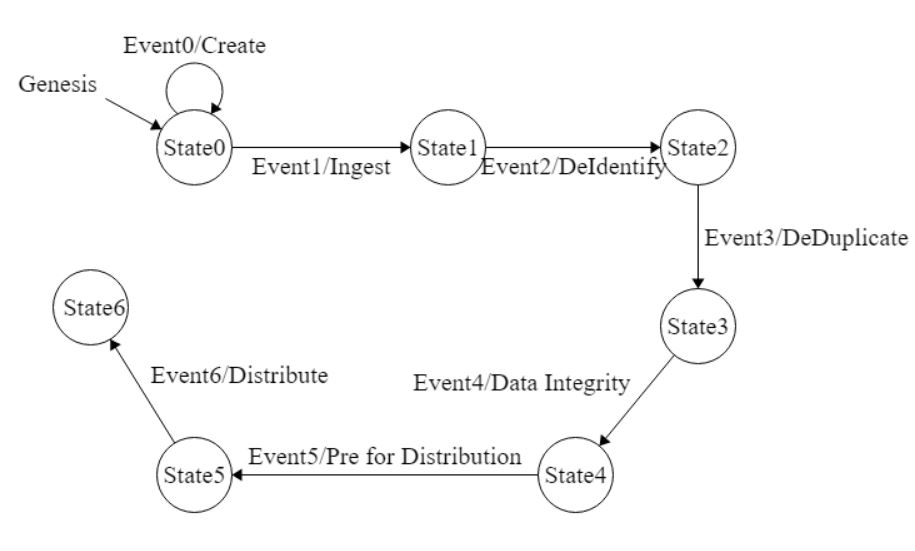 Event0/Create
Genesis
State0
Event1/Ingest
State1
Event2/DeIdentify
State2
Event3/DeDuplicate
State3
Event4/Data Integrity
State4
Event5/Pre for Distribution
State5
Event6/Distribute
State6